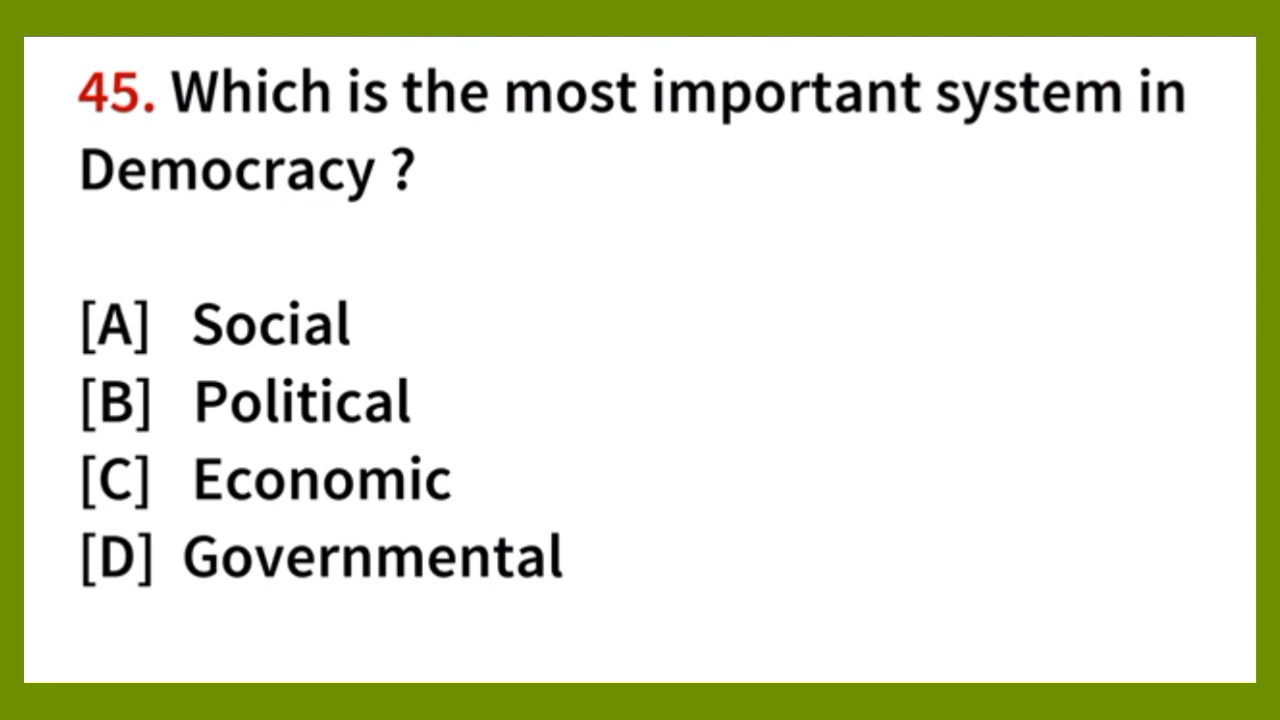 45. Which is the most important system in
Democracy ?
[A] Social
[B] Political
[C] Economic
[D] Governmental